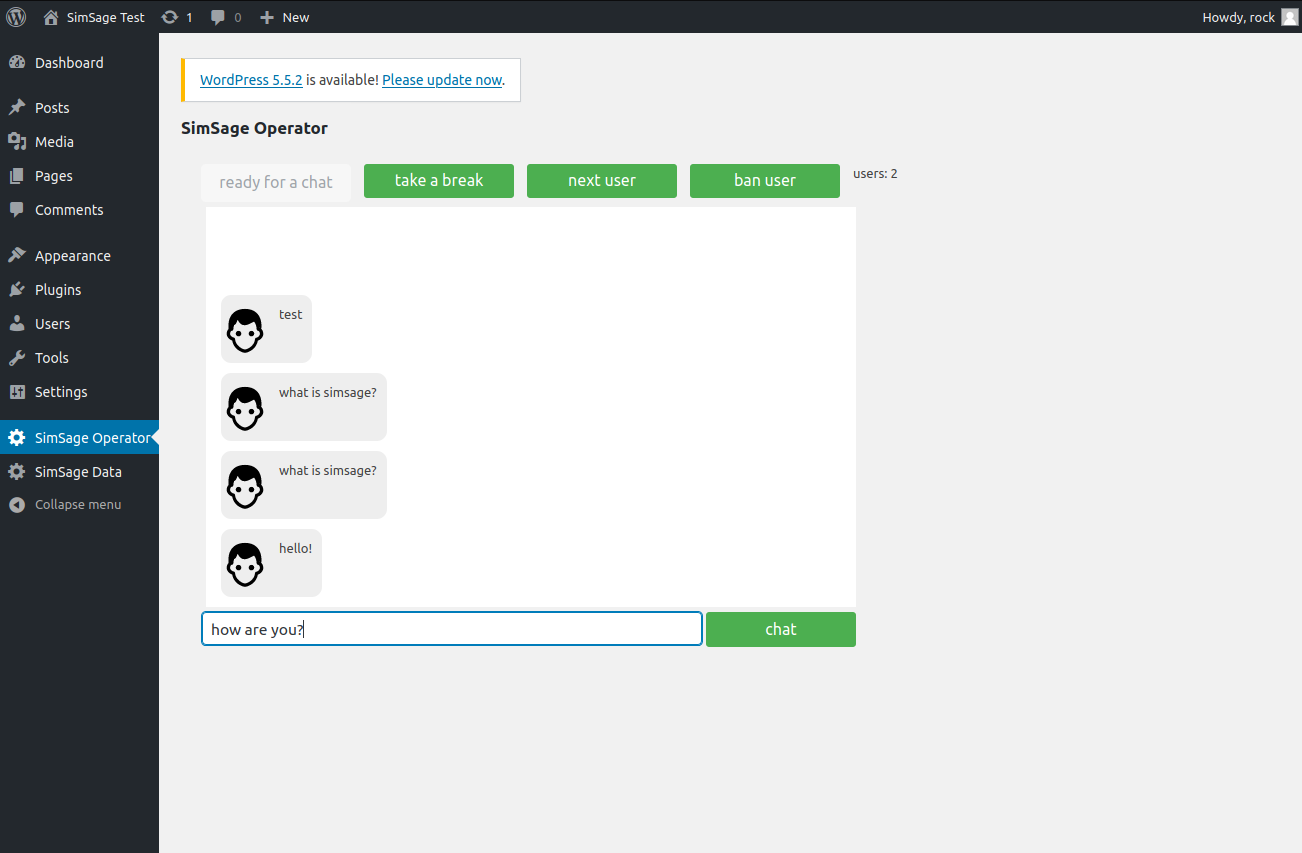 SimSage Test 1 0 New Howdy, rock
Dashboard
Posts
Media
Pages
Comments
Appearance
Plugins
Users
Tools
Settings
SimSage Operator
SimSage Data
Collapse menu
WordPress 5.5.2 is available! Please update now.
SimSage Operator
ready for a chat take a break next user ban user users: 2
test
what is simsage?
what is simsage?
hello!
how are you? chat